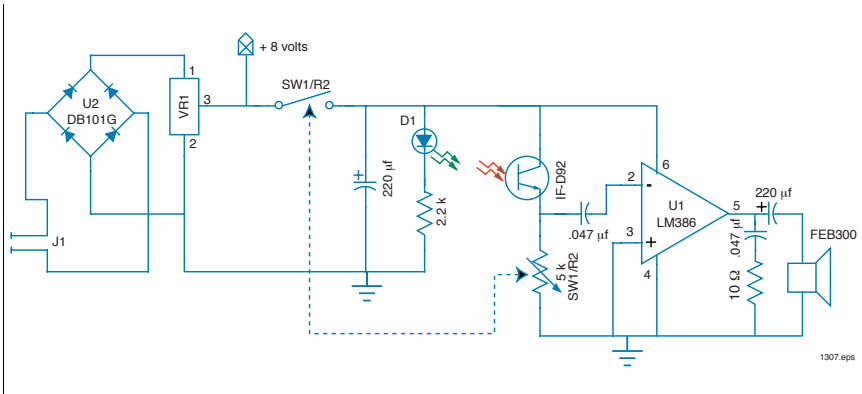 + 8 volts
SW1/R2
1
U2
DB101G
VR1
3
2
J1
220 µf
+
D1
2.2k
IF-D92
.047 µf
5 k
SW1/R2
2
-
3
+
6
U1
LM386
4
5
220 µf
+
.047 µf
10 Ω
FEB300
1307.eps